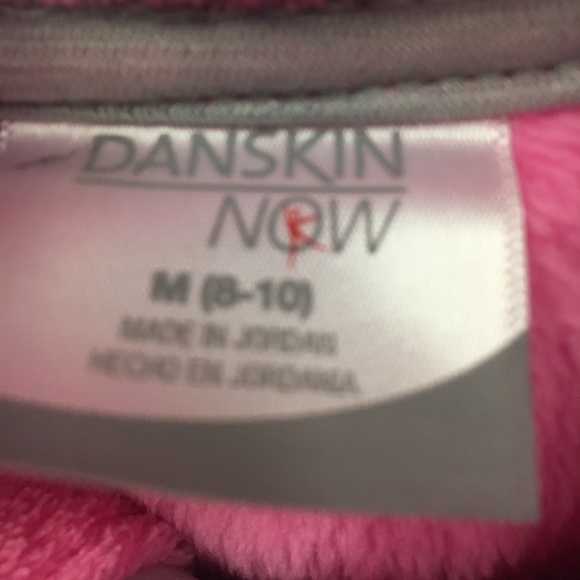 DANSKIN
NOW
M (8-10)
MADE IN JORDAN
HECHO EN JORDANIA